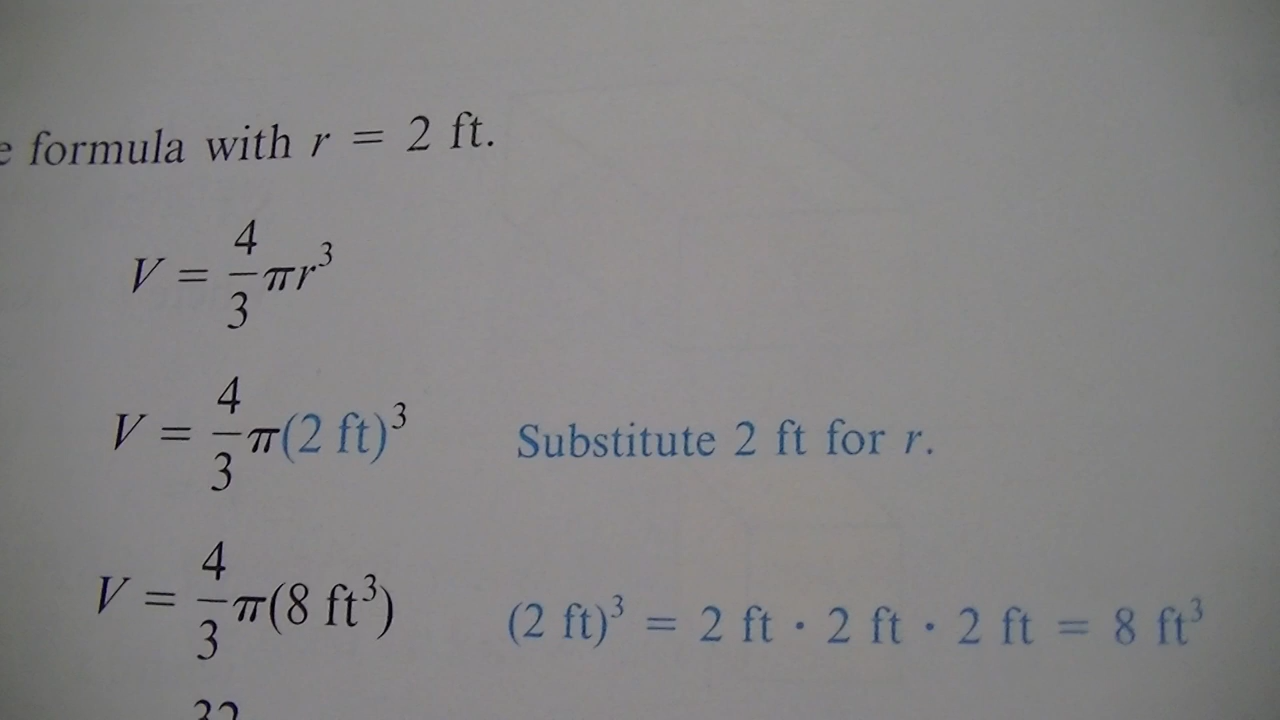 e formula with r = 2 ft.
V = 4/3 πr³
V = 4/3 π(2 ft)³ Substitute 2 ft for r.
V = 4/3 π(8 ft³) (2 ft)³ = 2 ft · 2 ft · 2 ft = 8 ft³
32